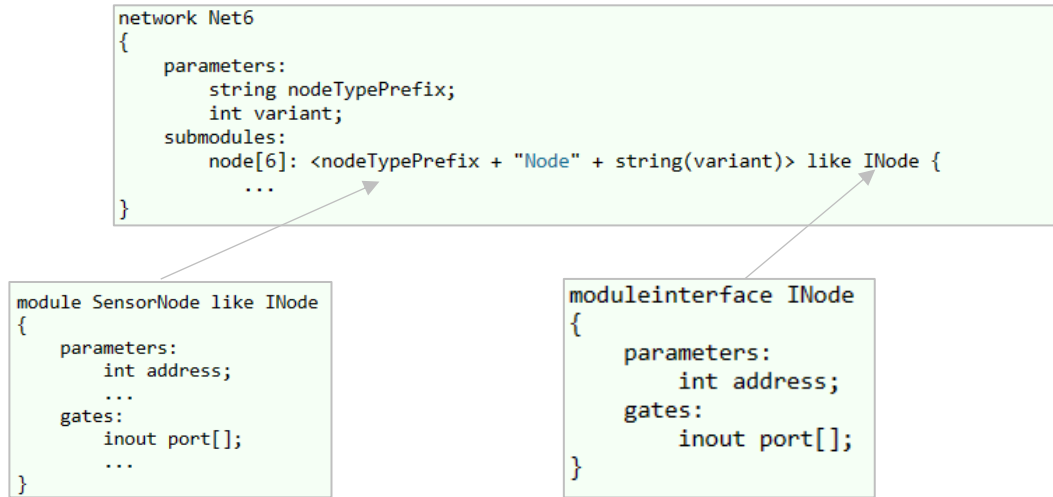 network Net6
{
    parameters:
        string nodeTypePrefix;
        int variant;
    submodules:
        node[6]: <nodeTypePrefix + "Node" + string(variant)> like INode {
            ...
}
module SensorNode like INode
{
    parameters:
        int address;
        ...
    gates:
        inout port[];
        ...
}
moduleinterface INode
{
    parameters:
        int address;
    gates:
        inout port[];
}